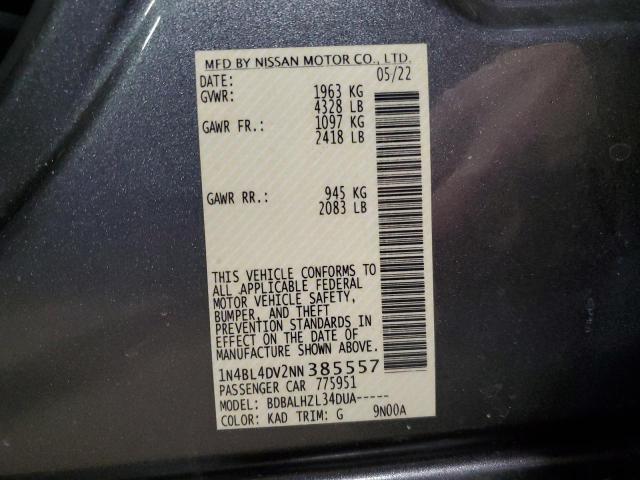 MFD BY NISSAN MOTOR CO., LTD.
DATE: 05/22
GVWR: 1963 KG
4328 LB
GAWR FR.: 1097 KG
2418 LB
GAWR RR.: 945 KG
2083 LB
THIS VEHICLE CONFORMS TO
ALL APPLICABLE FEDERAL
MOTOR VEHICLE SAFETY,
BUMPER, AND THEFT
PREVENTION STANDARDS IN
EFFECT ON THE DATE OF
MANUFACTURE SHOWN ABOVE.
1N4BL4DV2NN385557
PASSENGER CAR 775951
MODEL: BDBALHZL34DUA-----
COLOR: KAD TRIM: G 9N00A